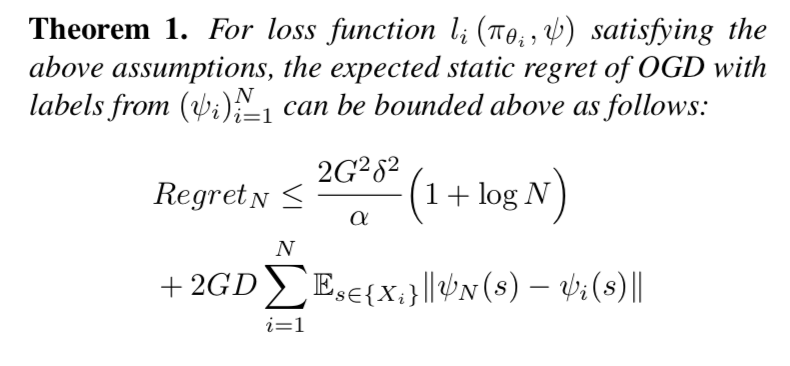 Theorem 1. For loss function l_i (π_{θ_i}, ψ) satisfying the
above assumptions, the expected static regret of OGD with
labels from (ψ_i)_{i=1}^N can be bounded above as follows:
Regret_N ≤ \frac{2G^2δ^2}{α} (1 + log N)
+ 2GD \sum_{i=1}^{N} 𝔼_{s∈{X_i}} ||ψ_N(s) − ψ_i(s)||